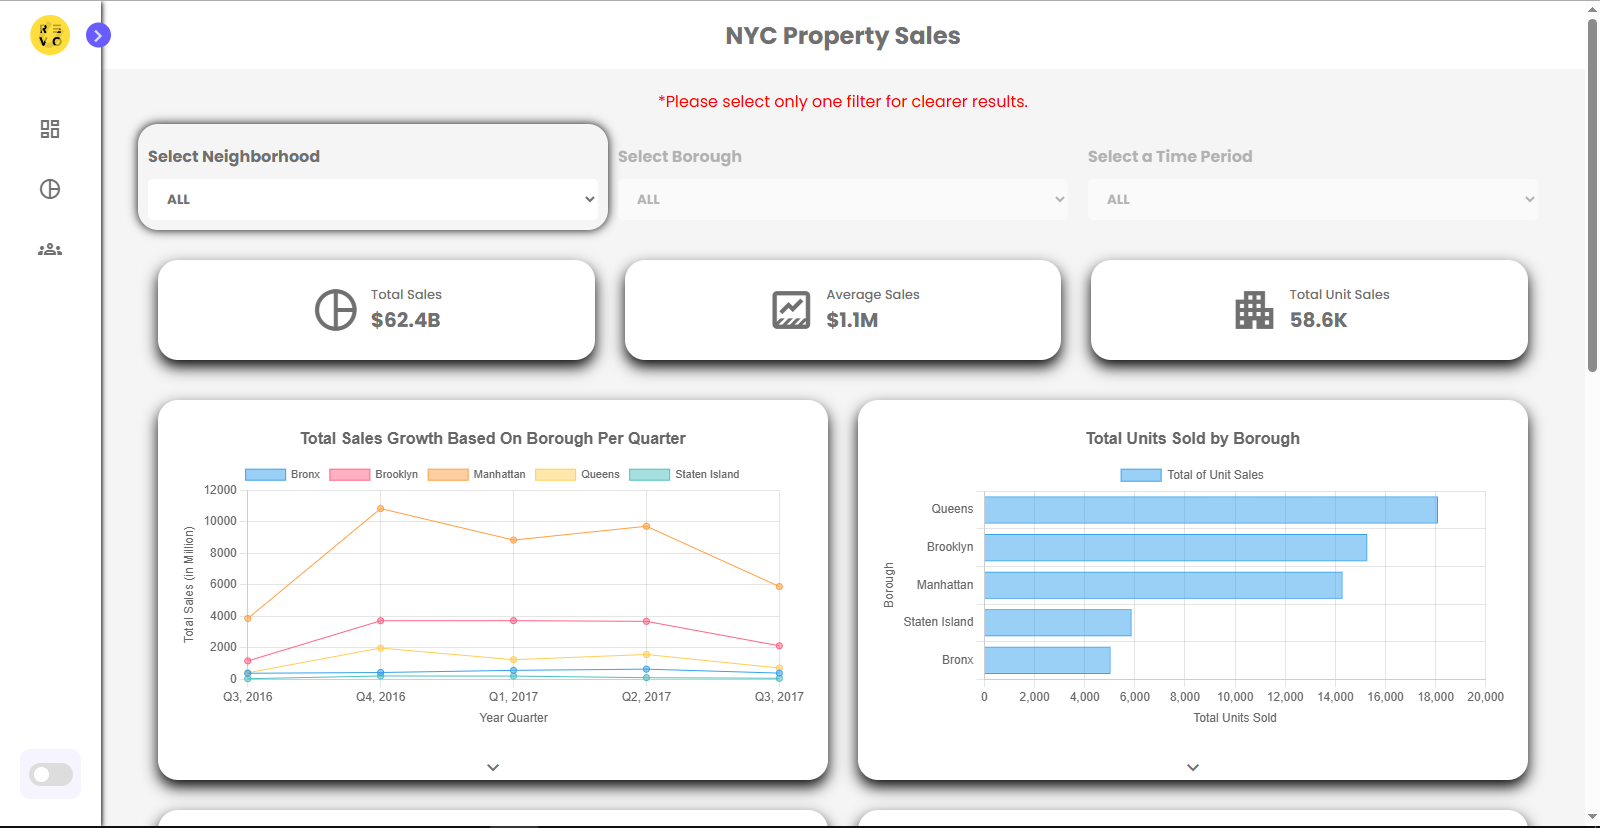 R
VO
NYC Property Sales
*Please select only one filter for clearer results.
Select Neighborhood
ALL
Select Borough
ALL
Select a Time Period
ALL
Total Sales
$62.4B
Average Sales
$1.1M
Total Unit Sales
58.6K
Total Sales Growth Based On Borough Per Quarter
Bronx Brooklyn Manhattan Queens Staten Island
Total Sales (in Million)
12000
10000
8000
6000
4000
2000
0
Q3, 2016 Q4, 2016 Q1, 2017 Q2, 2017 Q3, 2017
Year Quarter
Total Units Sold by Borough
Total of Unit Sales
Borough
Queens
Brooklyn
Manhattan
Staten Island
Bronx
0 2,000 4,000 6,000 8,000 10,000 12,000 14,000 16,000 18,000 20,000
Total Units Sold